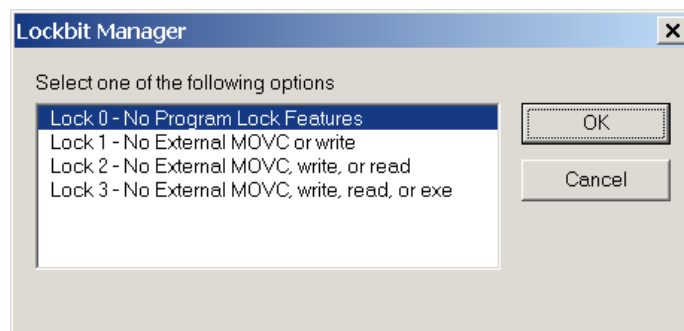 Lockbit Manager
Select one of the following options
Lock 0 - No Program Lock Features
Lock 1 - No External MOVC or write
Lock 2 - No External MOVC, write, or read
Lock 3 - No External MOVC, write, read, or exe
OK
Cancel